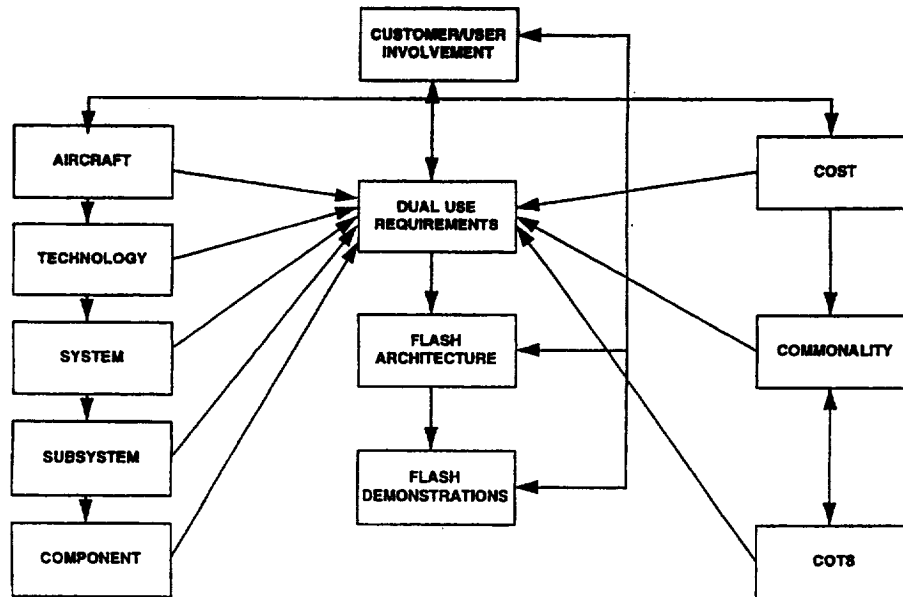 CUSTOMER/USER
INVOLVEMENT
AIRCRAFT
COST
DUAL USE
REQUIREMENTS
TECHNOLOGY
SYSTEM
FLASH
ARCHITECTURE
COMMONALITY
SUBSYSTEM
FLASH
DEMONSTRATIONS
COMPONENT
COTS